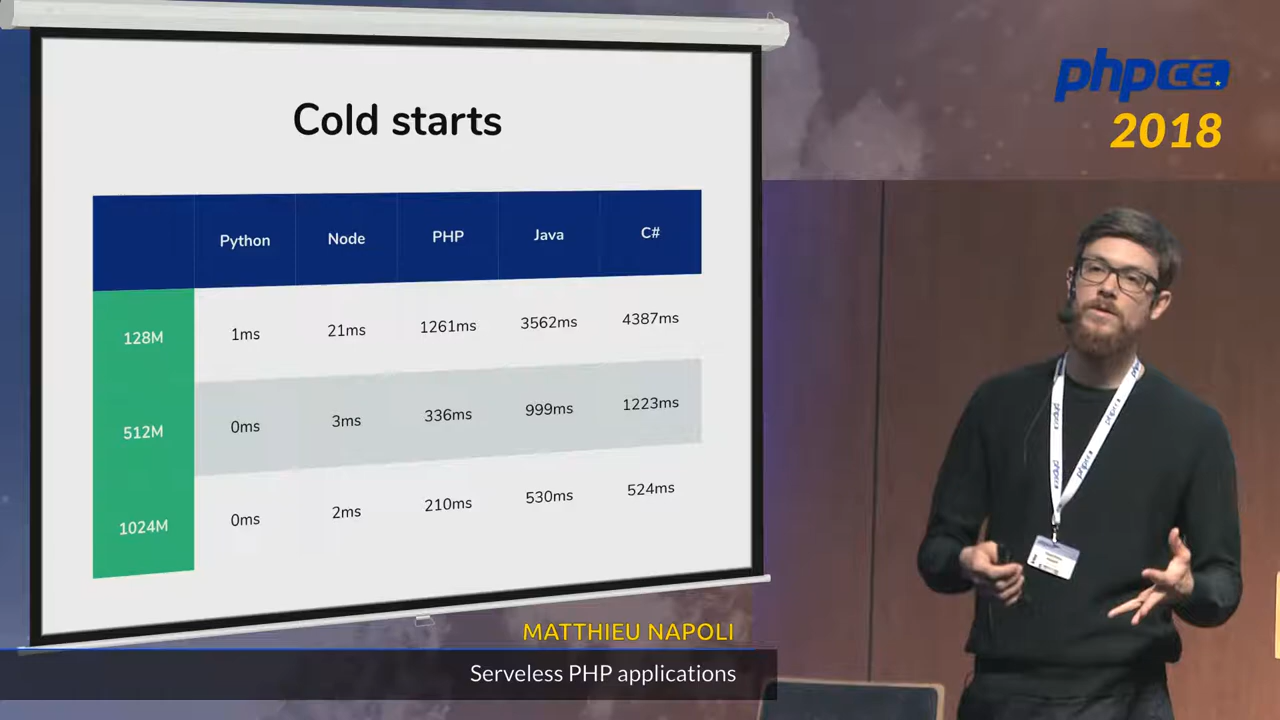 Cold starts
Python Node PHP Java C#
128M 1ms 21ms 1261ms 3562ms 4387ms
512M 0ms 3ms 336ms 999ms 1223ms
1024M 0ms 2ms 210ms 530ms 524ms
phpCE
2018
MATTHIEU NAPOLI
Serveless PHP applications